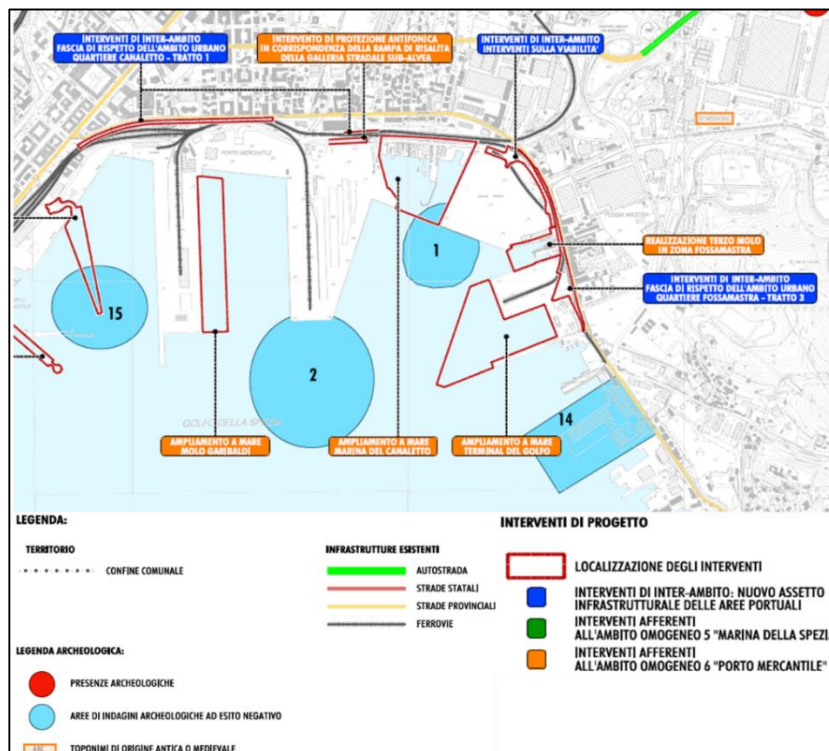 INTERVENTI DI INTER-AMBITO
FASCIA DI RISPETTO DELL'AMBITO URBANO
QUARTIERE CANALETTO - TRATTO 1
INTERVENTO DI PROTEZIONE ANTIFONICA
IN CORRISPONDENZA DELLA RAMPA DI RISALITA
DELLA GALLERIA STRADALE SUB-ALVEA
INTERVENTI DI INTER-AMBITO
INTERVENTI SULLA VIABILITA'
PORTO MERCANTILE
FOSSA MASTRA
REALIZZAZIONE TERZO MOLO
IN ZONA FOSSAMASTRA
1
INTERVENTI DI INTER-AMBITO
FASCIA DI RISPETTO DELL'AMBITO URBANO
QUARTIERE FOSSAMASTRA - TRATTO 3
15
2
14
GOLFO DELLA SPEZIA
AMPLIAMENTO A MARE
MOLO GARIBALDI
AMPLIAMENTO A MARE
MARINA DEL CANALETTO
AMPLIAMENTO A MARE
TERMINAL DEL GOLFO
LEGENDA:
TERRITORIO
CONFINE COMUNALE
INFRASTRUTTURE ESISTENTI
AUTOSTRADA
STRADE STATALI
STRADE PROVINCIALI
FERROVIE
INTERVENTI DI PROGETTO
LOCALIZZAZIONE DEGLI INTERVENTI
INTERVENTI DI INTER-AMBITO: NUOVO ASSETTO
INFRASTRUTTURALE DELLE AREE PORTUALI
INTERVENTI AFFERENTI
ALL'AMBITO OMOGENEO 5 "MARINA DELLA SPEZI
INTERVENTI AFFERENTI
ALL'AMBITO OMOGENEO 6 "PORTO MERCANTILE"
LEGENDA ARCHEOLOGICA:
PRESENZE ARCHEOLOGICHE
AREE DI INDAGINI ARCHEOLOGICHE AD ESITO NEGATIVO
ABC
TOPONIMI DI ORIGINE ANTICA O MEDIEVALE